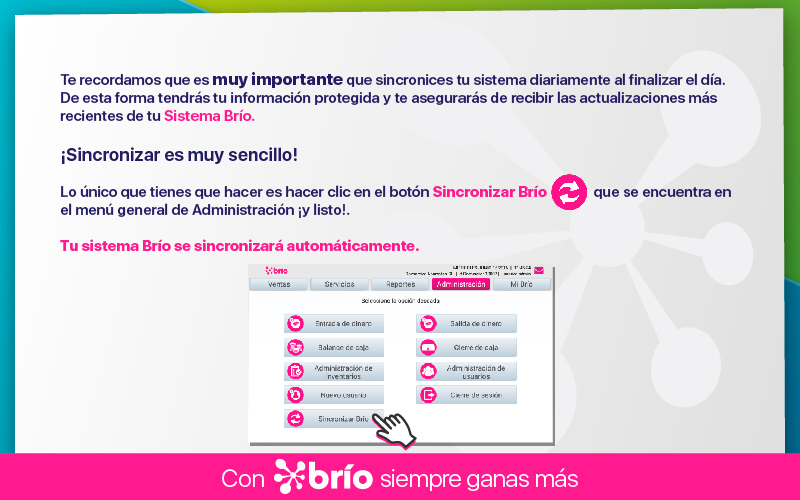 Te recordamos que es muy importante que sincronices tu sistema diariamente al finalizar el día.
De esta forma tendrás tu información protegida y te asegurarás de recibir las actualizaciones más
recientes de tu Sistema Brío.
¡Sincronizar es muy sencillo!
Lo único que tienes que hacer es hacer clic en el botón Sincronizar Brío que se encuentra en
el menú general de Administración ¡y listo!.
Tu sistema Brío se sincronizará automáticamente.
brío
Ventas Servicios Reportes Administración Mi Brío
Seleccione la opción deseada
Entrada de dinero Salida de dinero
Balance de caja Cierre de caja
Administración de Administración de
inventarios usuarios
Nuevo usuario Cierre de sesión
Sincronizar Brío
Con brío siempre ganas más